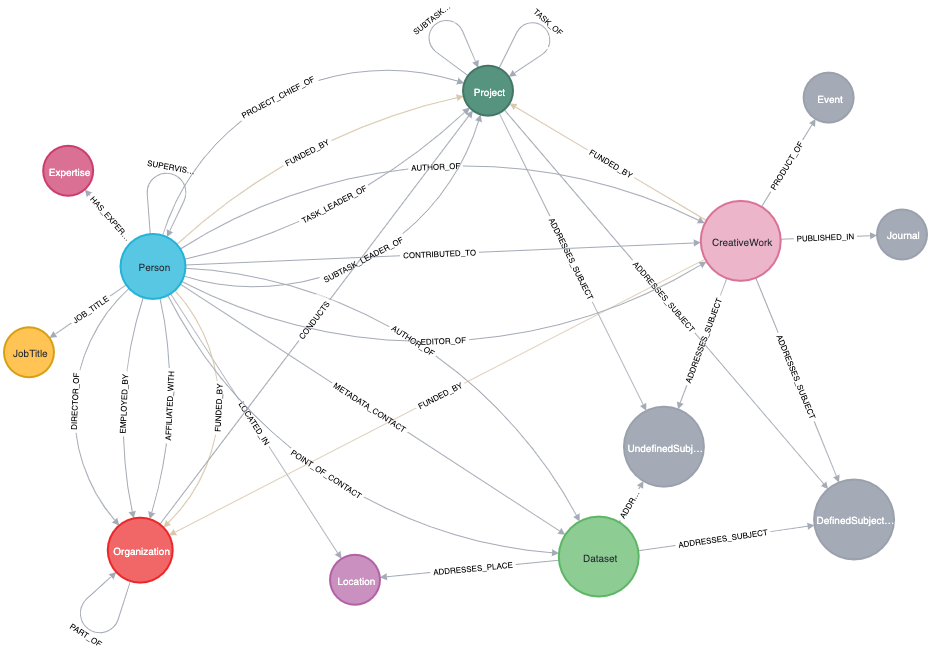 SUBTASK...
TASK_OF
Project
PROJECT_CHIEF_OF
Event
FUNDED_BY
FUNDED_BY
PRODUCT_OF
Expertise
SUPERVIS...
AUTHOR_OF
HAS_EXPER...
TASK_LEADER_OF
CreativeWork
PUBLISHED_IN
Journal
Person
SUBTASK_LEADER_OF
CONTRIBUTED_TO
ADDRESSES_SUBJECT
ADDRESSES_SUBJECT
JOB_TITLE
CONDUCTS
JobTitle
AUTHOR_OF
EDITOR_OF
ADDRESSES_SUBJECT
ADDRESSES_SUBJECT
DIRECTOR_OF
EMPLOYED_BY
AFFILIATED_WITH
FUNDED_BY
LOCATED_IN
METADATA_CONTACT
FUNDED_BY
UndefinedSubj...
POINT_OF_CONTACT
ADDR...
DefinedSubject...
Organization
Dataset
ADDRESSES_SUBJECT
Location
ADDRESSES_PLACE
PART_OF